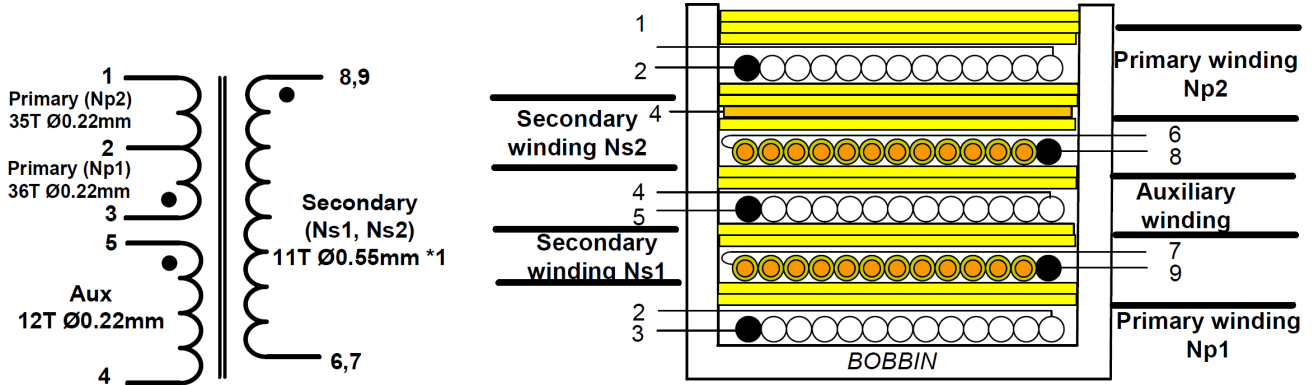 1
Primary (Np2)
35T Ø0.22mm
2
Primary (Np1)
36T Ø0.22mm
3
5
Aux
12T Ø0.22mm
4
8,9
Secondary
(Ns1, Ns2)
11T Ø0.55mm *1
6,7
1
2
Primary winding
Np2
4
Secondary
winding Ns2
6
8
4
5
Auxiliary
winding
Secondary
winding Ns1
7
9
2
3
Primary winding
Np1
BOBBIN